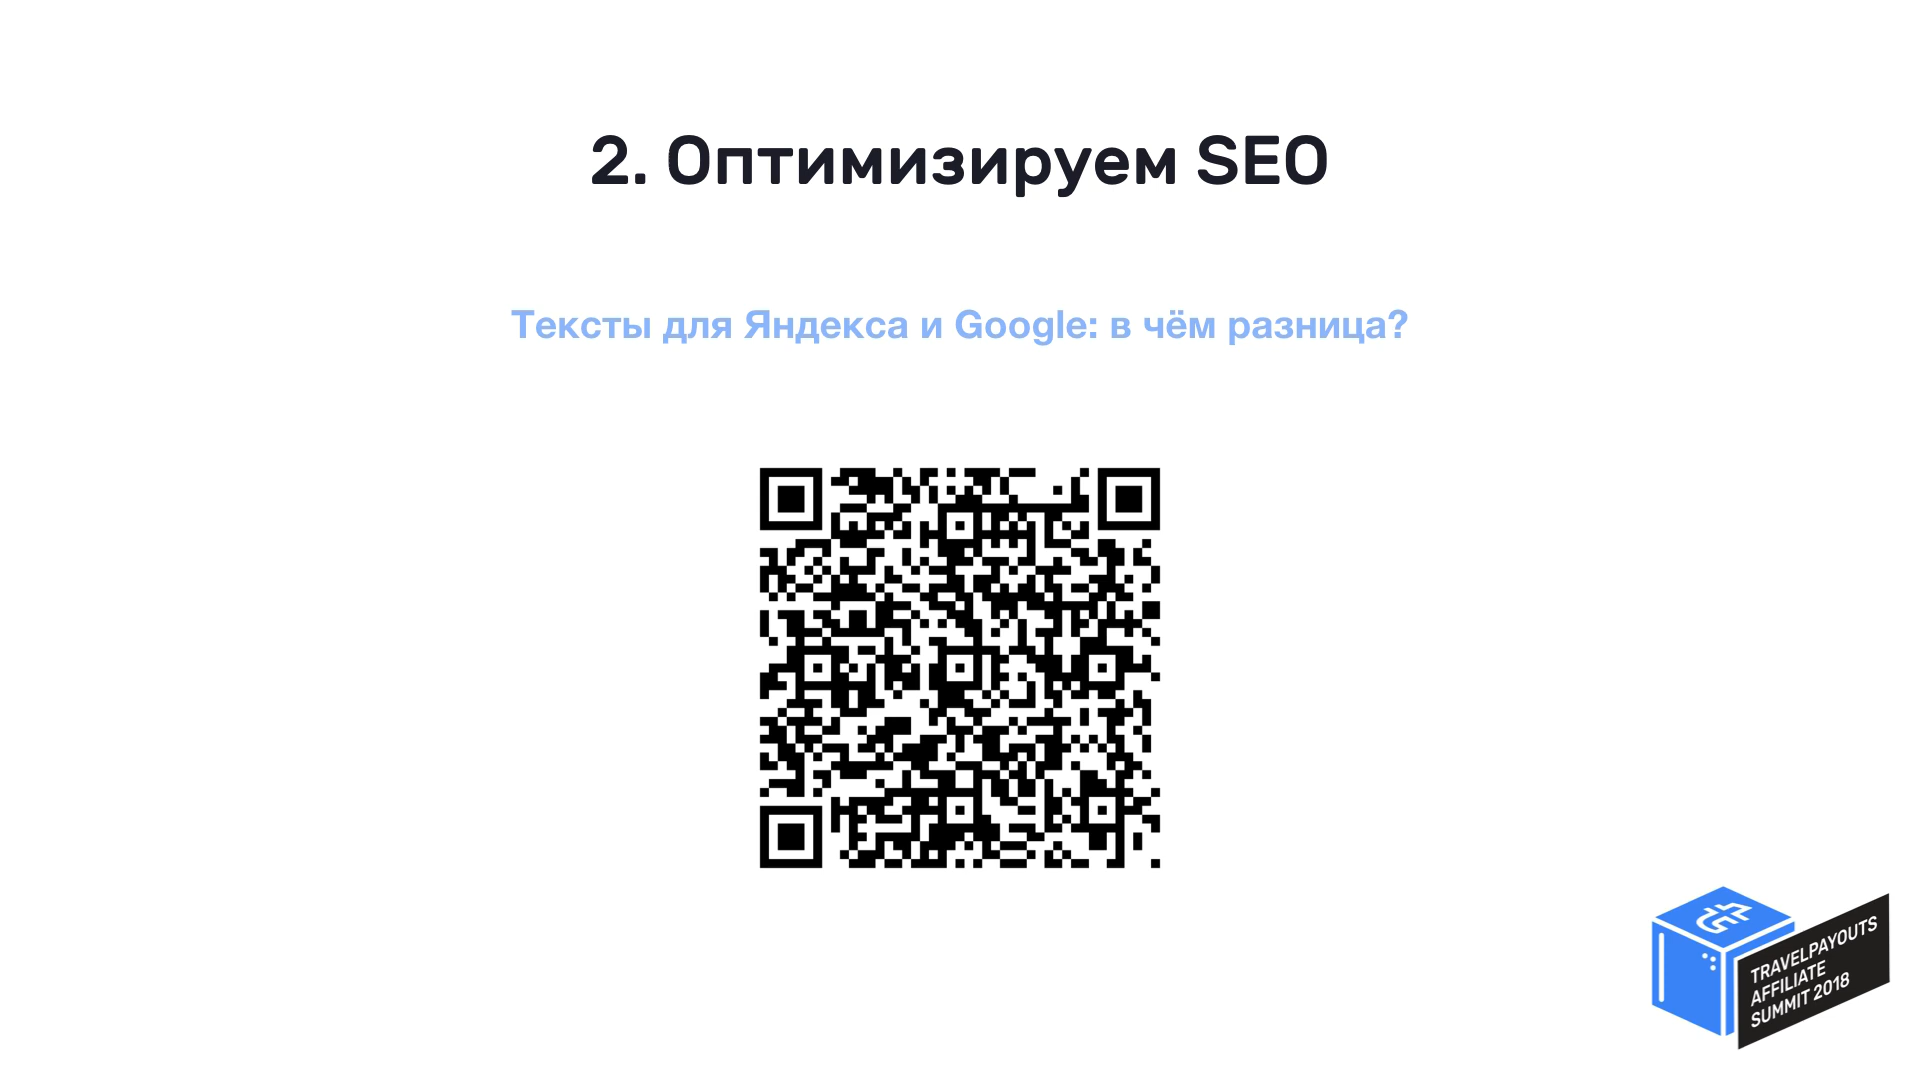 2. Оптимизируем SEO
Тексты для Яндекса и Google: в чём разница?
TRAVELPAYOUTS
AFFILIATE
SUMMIT 2018